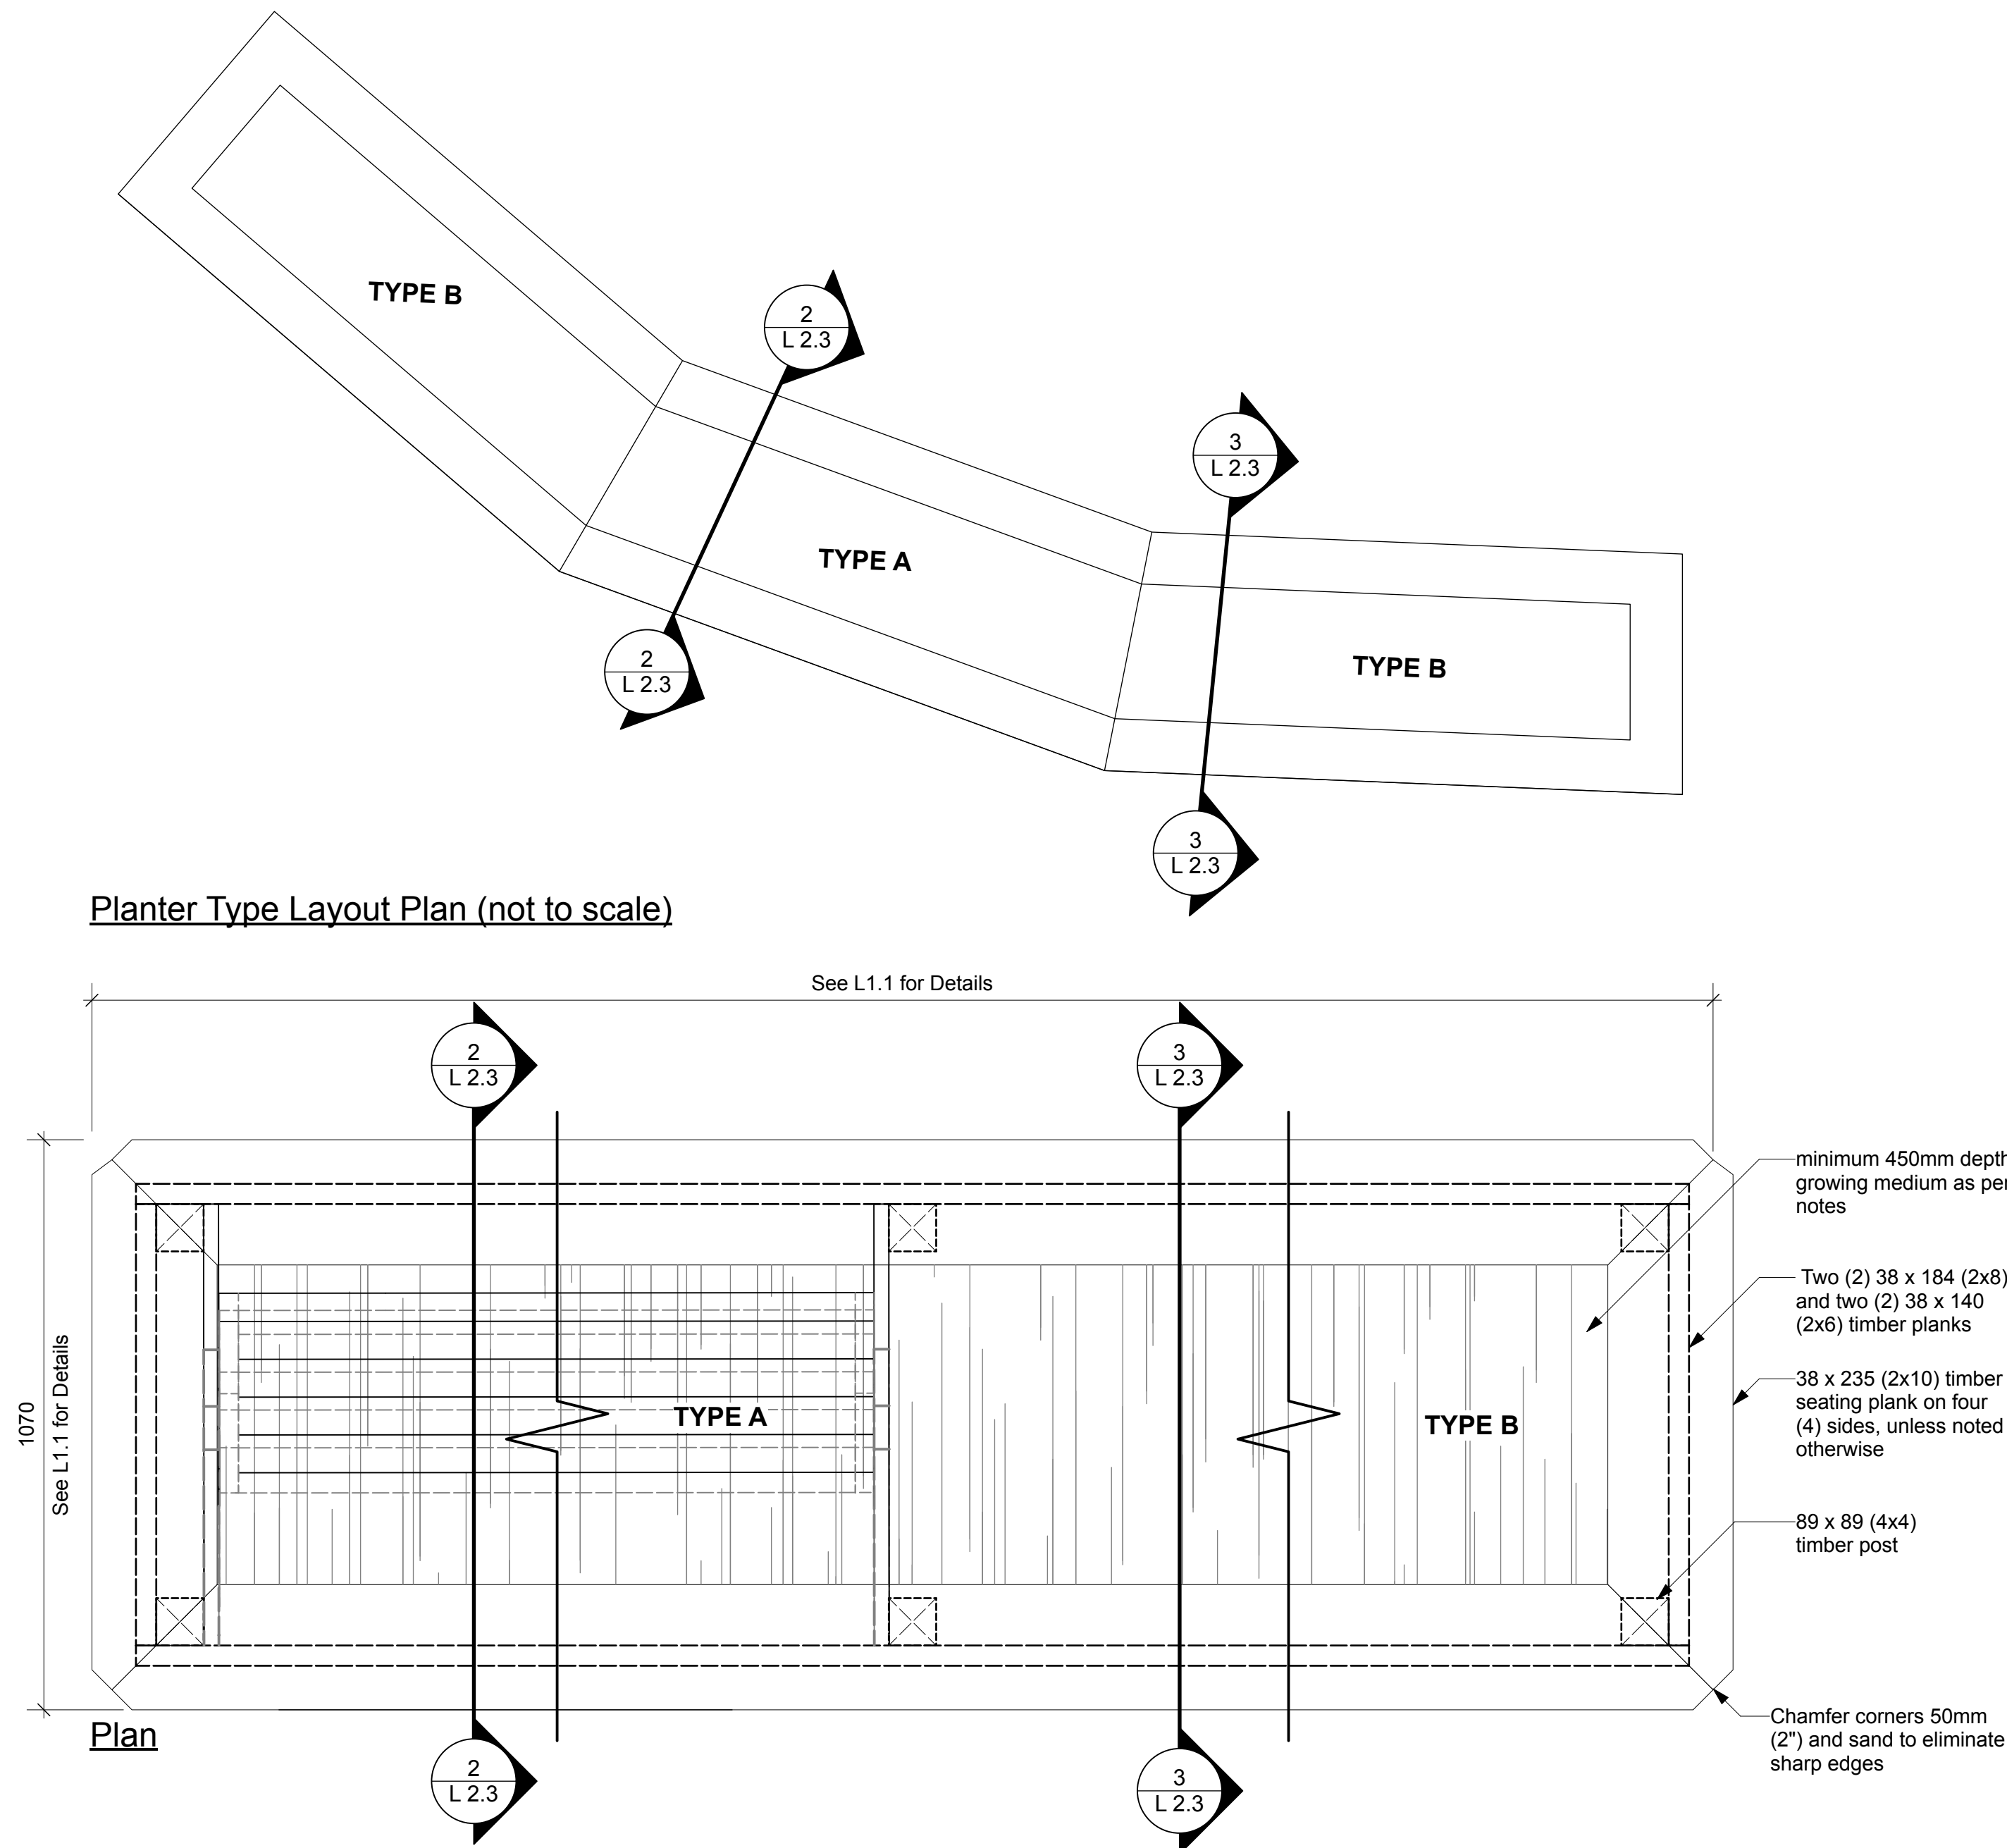 TYPE B
2
L 2.3
3
L 2.3
TYPE A
2
L 2.3
TYPE B
3
L 2.3
Planter Type Layout Plan (not to scale)
See L1.1 for Details
2
L 2.3
3
L 2.3
minimum 450mm depth
growing medium as per
notes
Two (2) 38 x 184 (2x8)
and two (2) 38 x 140
(2x6) timber planks
1070
See L1.1 for Details
TYPE A
TYPE B
38 x 235 (2x10) timber
seating plank on four
(4) sides, unless noted
otherwise
89 x 89 (4x4)
timber post
Plan
Chamfer corners 50mm
(2") and sand to eliminate
sharp edges
2
L 2.3
3
L 2.3